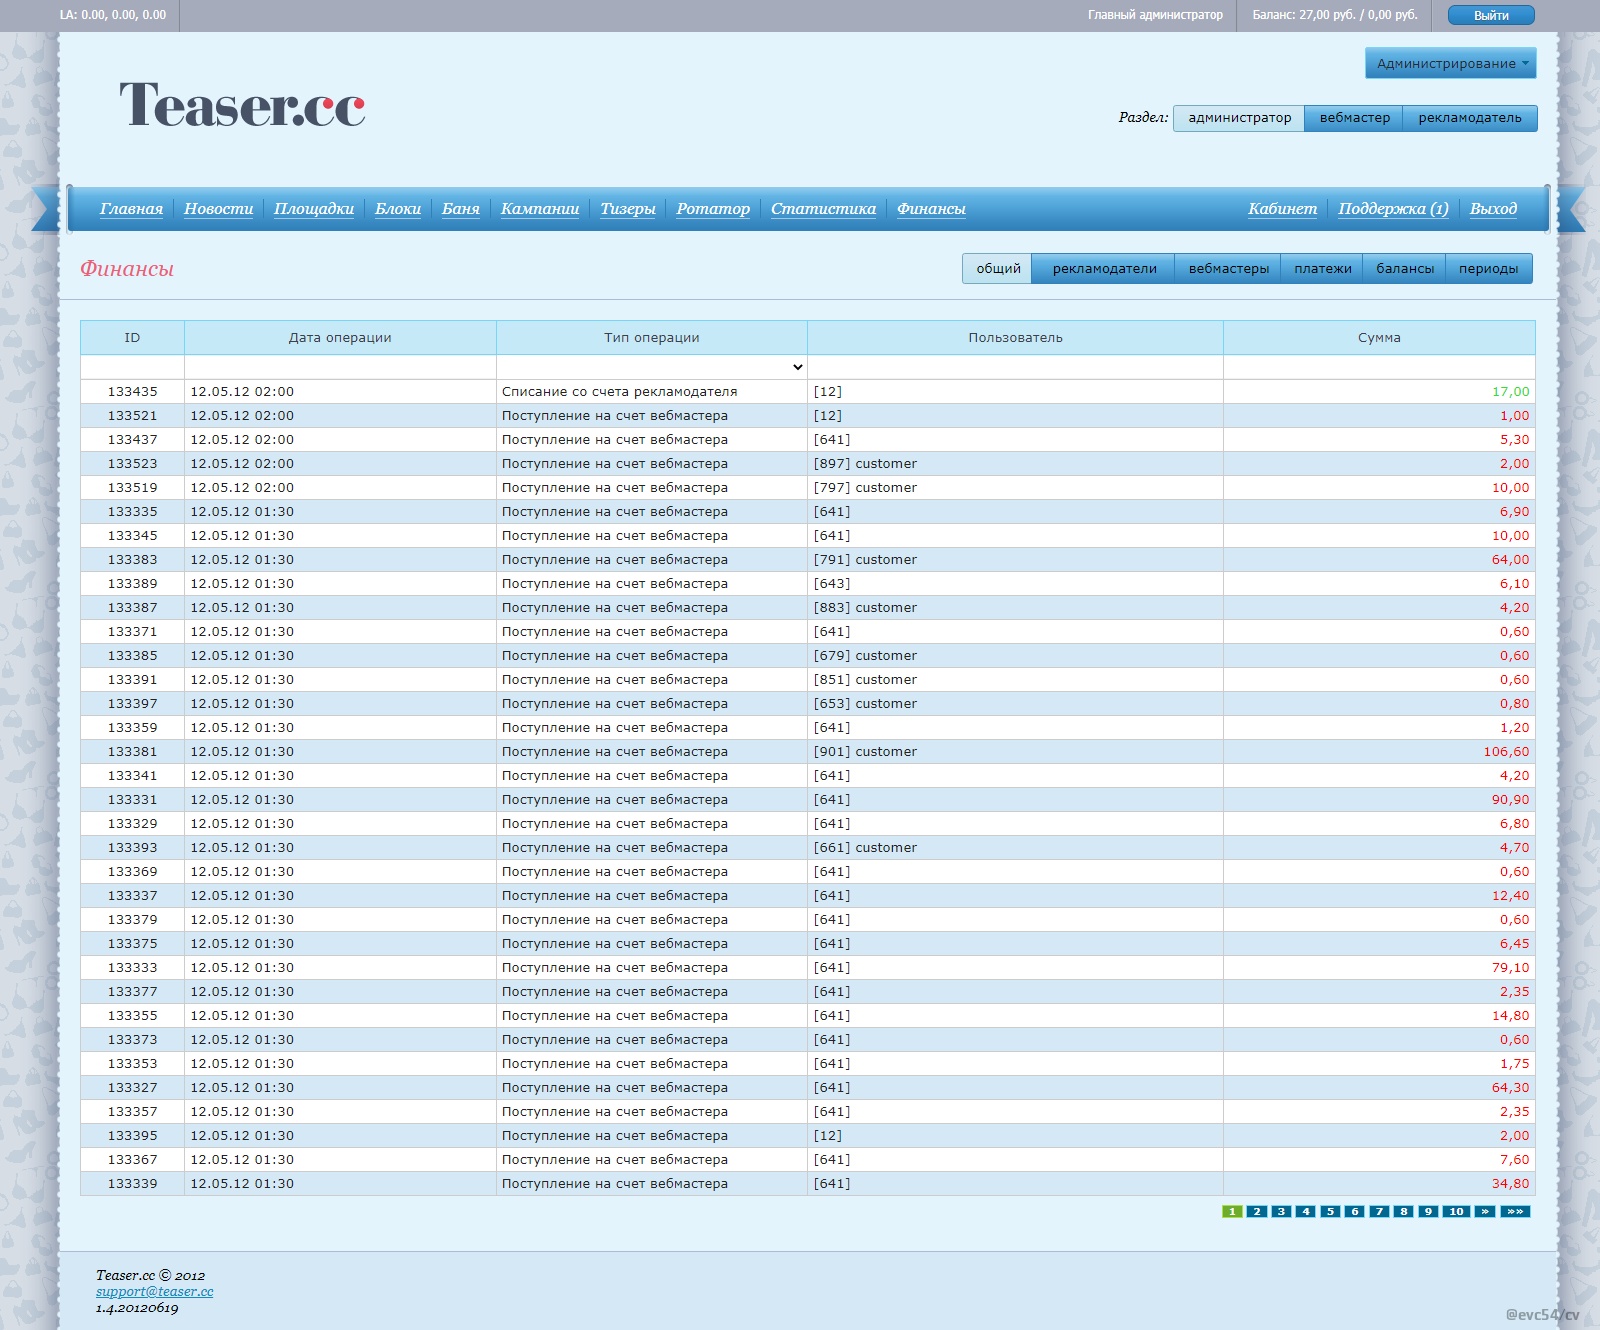 LA: 0.00, 0.00, 0.00 Главный администратор Баланс: 27,00 руб. / 0,00 руб. Выйти
Администрирование
Teaser.cc
Раздел: администратор вебмастер рекламодатель
Главная Новости Площадки Блоки Баня Кампании Тизеры Ротатор Статистика Финансы Кабинет Поддержка (1) Выход
Финансы общий рекламодатели вебмастеры платежи балансы периоды
ID Дата операции Тип операции Пользователь Сумма
133435 12.05.12 02:00 Списание со счета рекламодателя [12] 17,00
133521 12.05.12 02:00 Поступление на счет вебмастера [12] 1,00
133437 12.05.12 02:00 Поступление на счет вебмастера [641] 5,30
133523 12.05.12 02:00 Поступление на счет вебмастера [897] customer 2,00
133519 12.05.12 02:00 Поступление на счет вебмастера [797] customer 10,00
133335 12.05.12 01:30 Поступление на счет вебмастера [641] 6,90
133345 12.05.12 01:30 Поступление на счет вебмастера [641] 10,00
133383 12.05.12 01:30 Поступление на счет вебмастера [791] customer 64,00
133389 12.05.12 01:30 Поступление на счет вебмастера [643] 6,10
133387 12.05.12 01:30 Поступление на счет вебмастера [883] customer 4,20
133371 12.05.12 01:30 Поступление на счет вебмастера [641] 0,60
133385 12.05.12 01:30 Поступление на счет вебмастера [679] customer 0,60
133391 12.05.12 01:30 Поступление на счет вебмастера [851] customer 0,60
133397 12.05.12 01:30 Поступление на счет вебмастера [653] customer 0,80
133359 12.05.12 01:30 Поступление на счет вебмастера [641] 1,20
133381 12.05.12 01:30 Поступление на счет вебмастера [901] customer 106,60
133341 12.05.12 01:30 Поступление на счет вебмастера [641] 4,20
133331 12.05.12 01:30 Поступление на счет вебмастера [641] 90,90
133329 12.05.12 01:30 Поступление на счет вебмастера [641] 6,80
133393 12.05.12 01:30 Поступление на счет вебмастера [661] customer 4,70
133369 12.05.12 01:30 Поступление на счет вебмастера [641] 0,60
133337 12.05.12 01:30 Поступление на счет вебмастера [641] 12,40
133379 12.05.12 01:30 Поступление на счет вебмастера [641] 0,60
133375 12.05.12 01:30 Поступление на счет вебмастера [641] 6,45
133333 12.05.12 01:30 Поступление на счет вебмастера [641] 79,10
133377 12.05.12 01:30 Поступление на счет вебмастера [641] 2,35
133355 12.05.12 01:30 Поступление на счет вебмастера [641] 14,80
133373 12.05.12 01:30 Поступление на счет вебмастера [641] 0,60
133353 12.05.12 01:30 Поступление на счет вебмастера [641] 1,75
133327 12.05.12 01:30 Поступление на счет вебмастера [641] 64,30
133357 12.05.12 01:30 Поступление на счет вебмастера [641] 2,35
133395 12.05.12 01:30 Поступление на счет вебмастера [12] 2,00
133367 12.05.12 01:30 Поступление на счет вебмастера [641] 7,60
133339 12.05.12 01:30 Поступление на счет вебмастера [641] 34,80
1 2 3 4 5 6 7 8 9 10 » »»
Teaser.cc © 2012
support@teaser.cc
1.4.20120619
@evc54/cv